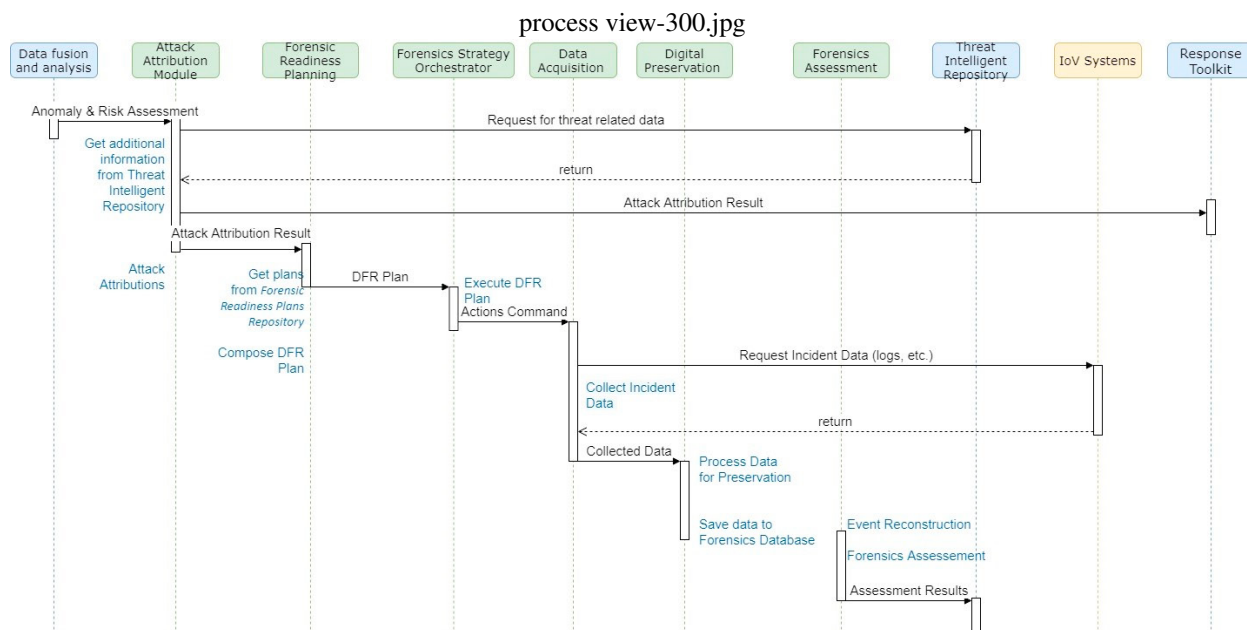 process view-300.jpg
Data fusion
and analysis
Attack
Attribution
Module
Forensic
Readiness
Planning
Forensics Strategy
Orchestrator
Data
Acquisition
Digital
Preservation
Forensics
Assessment
Threat
Intelligent
Repository
IoV Systems
Response
Toolkit
Anomaly & Risk Assessment
Request for threat related data
Get additional
information
from Threat
Intelligent
Repository
return
Attack Attribution Result
Attack Attribution Result
Attack
Attributions
Get plans
from Forensic
Readiness Plans
Repository
DFR Plan
Execute DFR
Plan
Actions Command
Compose DFR
Plan
Request Incident Data (logs, etc.)
Collect Incident
Data
return
Collected Data
Process Data
for Preservation
Save data to
Forensics Database
Event Reconstruction
Forensics Assessement
Assessment Results